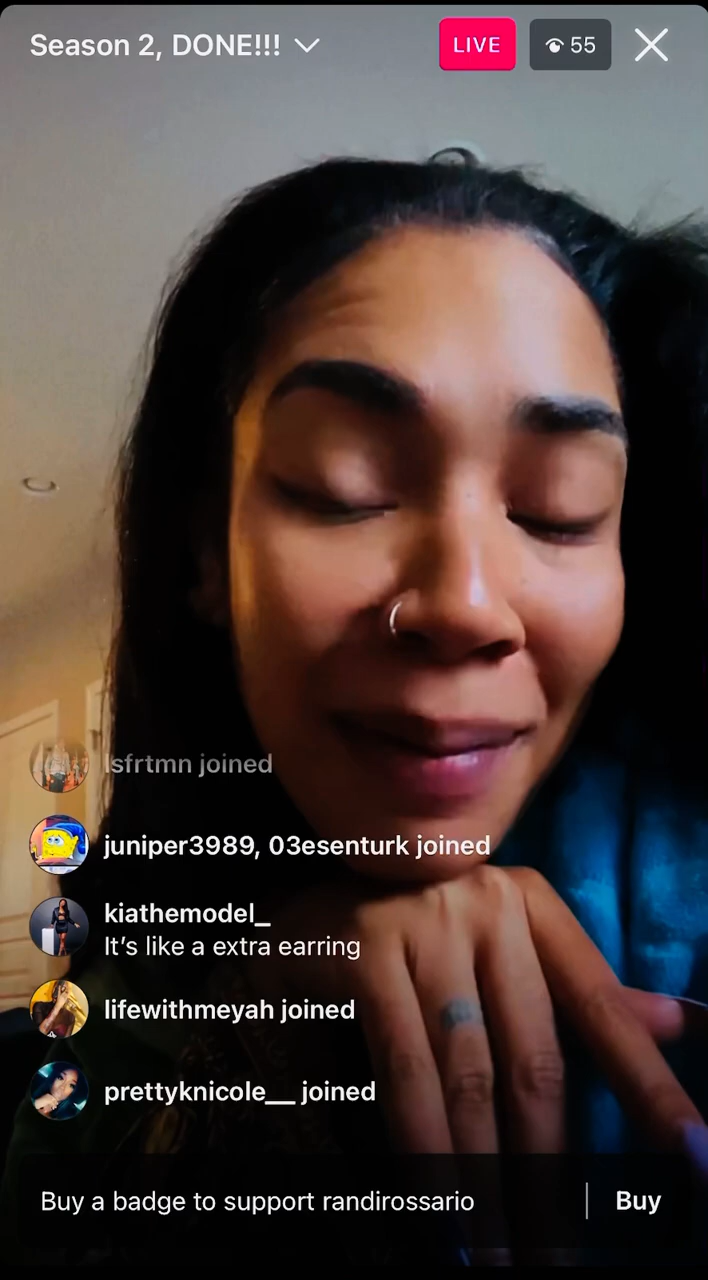 Season 2, DONE!!!
LIVE
55
lsfrtmn joined
juniper3989, 03esenturk joined
kiathemodel_
It’s like a extra earring
lifewithmeyah joined
prettyknicole__ joined
Buy a badge to support randirossario
Buy